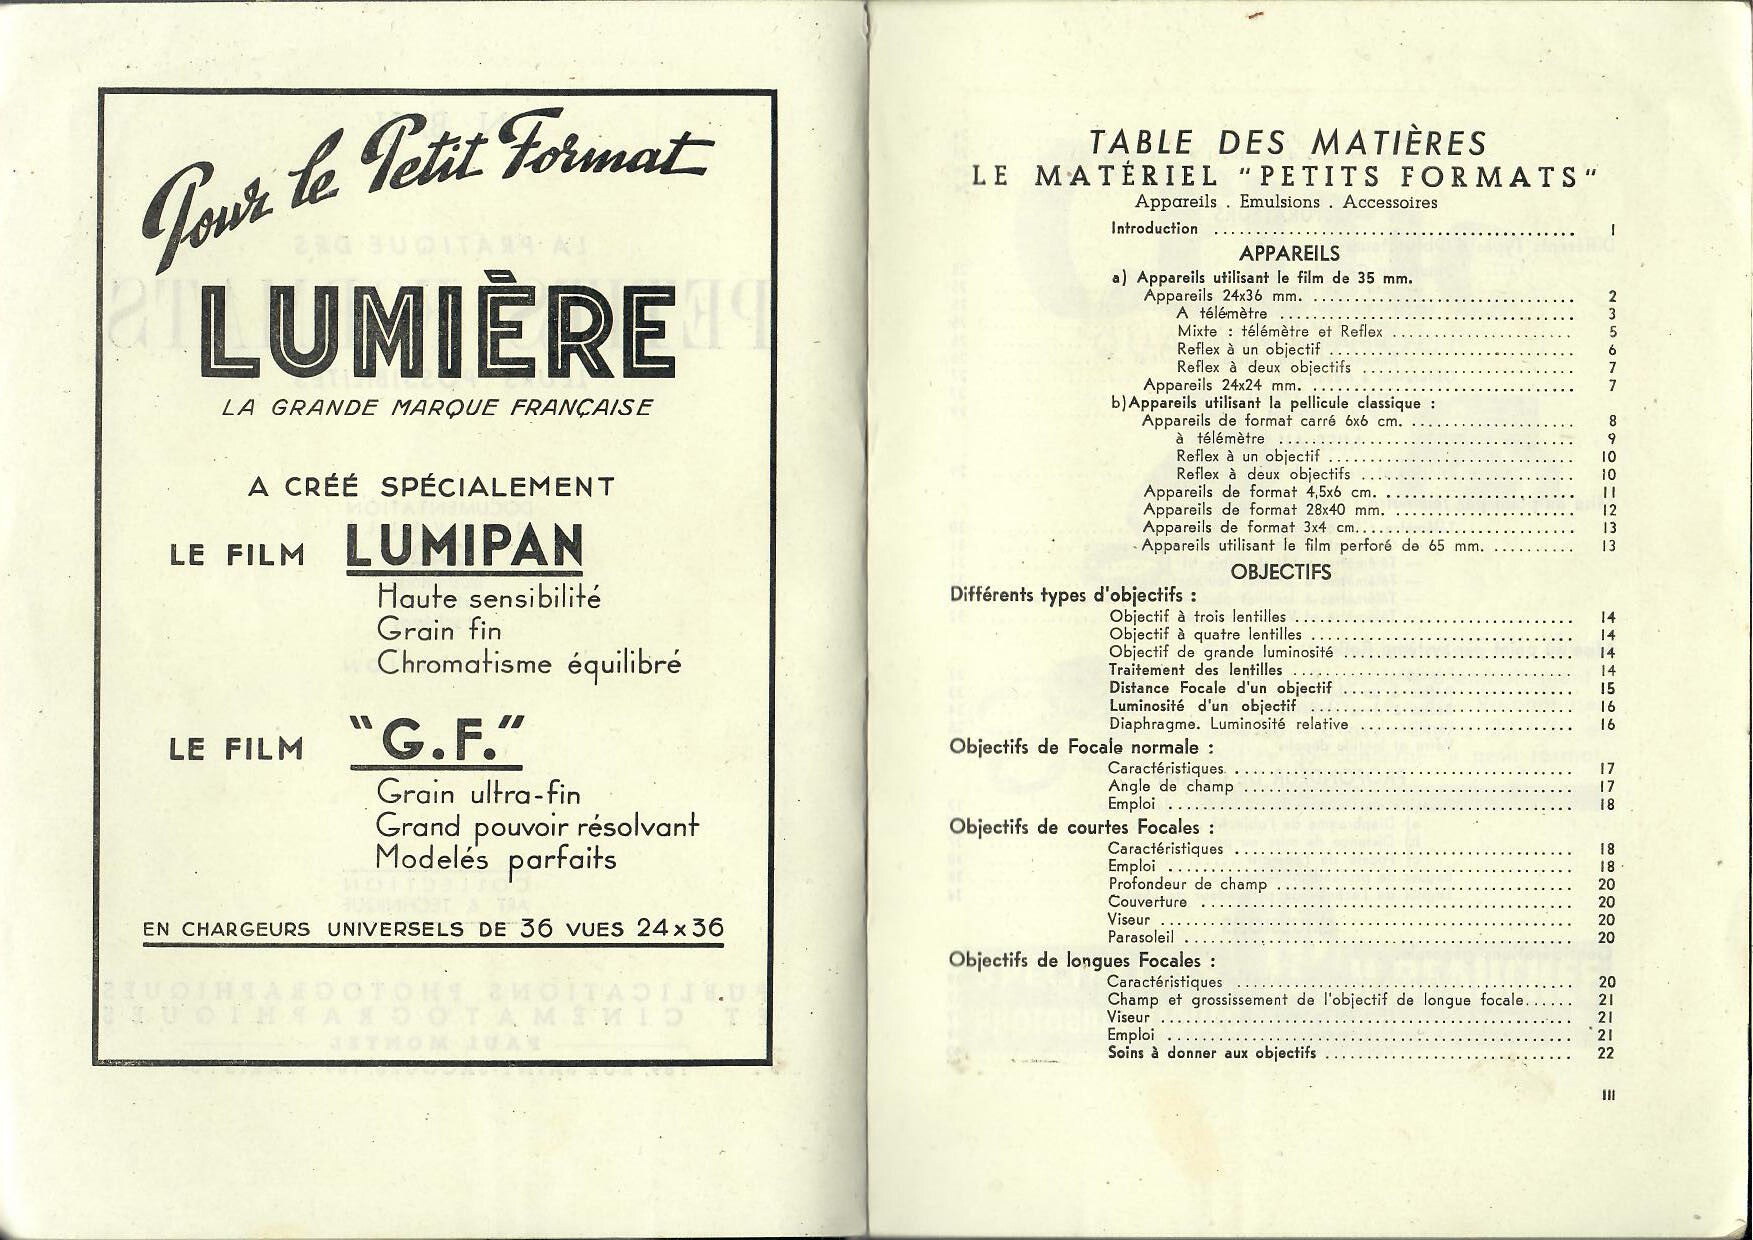 Pour le Petit Format
LUMIÈRE
LA GRANDE MARQUE FRANÇAISE
A CRÉÉ SPÉCIALEMENT
LE FILM LUMIPAN
Haute sensibilité
Grain fin
Chromatisme équilibré
LE FILM "G.F."
Grain ultra-fin
Grand pouvoir résolvant
Modelés parfaits
EN CHARGEURS UNIVERSELS DE 36 VUES 24x36
TABLE DES MATIÈRES
LE MATÉRIEL "PETITS FORMATS"
Appareils . Emulsions . Accessoires
Introduction ........ 1
APPAREILS
a) Appareils utilisant le film de 35 mm.
Appareils 24x36 mm. ........ 2
A télémètre ........ 3
Mixte : télémètre et Reflex ........ 5
Reflex à un objectif ........ 6
Reflex à deux objectifs ........ 7
Appareils 24x24 mm. ........ 7
b) Appareils utilisant la pellicule classique :
Appareils de format carré 6x6 cm. ........ 8
à télémètre ........ 9
Reflex à un objectif ........ 10
Reflex à deux objectifs ........ 10
Appareils de format 4,5x6 cm. ........ 11
Appareils de format 28x40 mm. ........ 12
Appareils de format 3x4 cm. ........ 13
Appareils utilisant le film perforé de 65 mm. ........ 13
OBJECTIFS
Différents types d'objectifs :
Objectif à trois lentilles ........ 14
Objectif à quatre lentilles ........ 14
Objectif de grande luminosité ........ 14
Traitement des lentilles ........ 14
Distance Focale d'un objectif ........ 15
Luminosité d'un objectif ........ 16
Diaphragme. Luminosité relative ........ 16
Objectifs de Focale normale :
Caractéristiques ........ 17
Angle de champ ........ 17
Emploi ........ 18
Objectifs de courtes Focales :
Caractéristiques ........ 18
Emploi ........ 18
Profondeur de champ ........ 20
Couverture ........ 20
Viseur ........ 20
Parasoleil ........ 20
Objectifs de longues Focales :
Caractéristiques ........ 20
Champ et grossissement de l'objectif de longue focale ...... 21
Viseur ........ 21
Emploi ........ 21
Soins à donner aux objectifs ........ 22
III